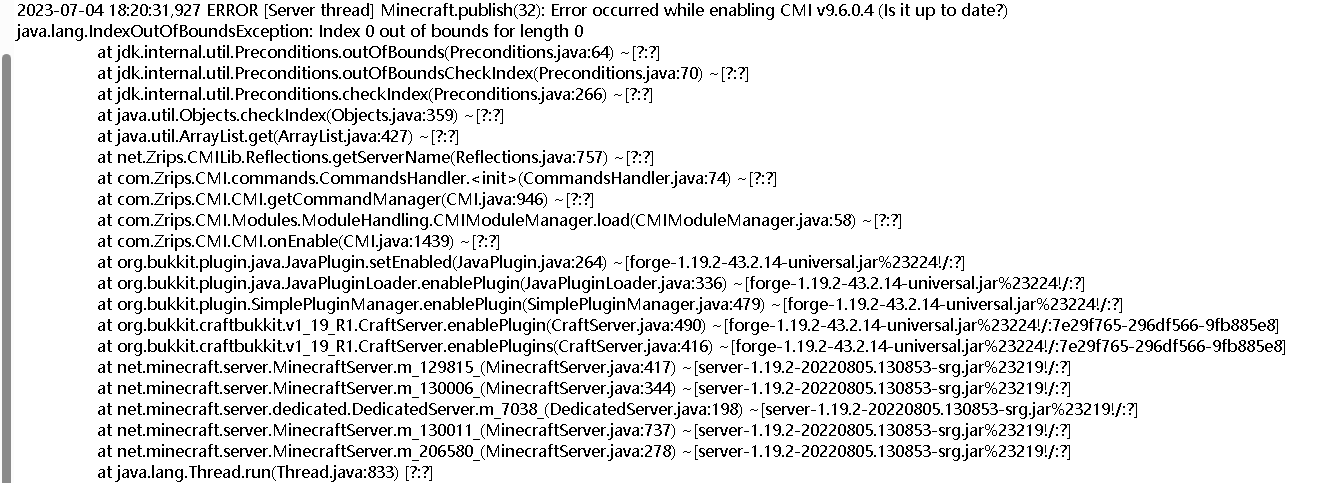 2023-07-04 18:20:31,927 ERROR [Server thread] Minecraft.publish(32): Error occurred while enabling CMI v9.6.0.4 (Is it up to date?)
java.lang.IndexOutOfBoundsException: Index 0 out of bounds for length 0
at jdk.internal.util.Preconditions.outOfBounds(Preconditions.java:64) ~[?:?]
at jdk.internal.util.Preconditions.outOfBoundsCheckIndex(Preconditions.java:70) ~[?:?]
at jdk.internal.util.Preconditions.checkIndex(Preconditions.java:266) ~[?:?]
at java.util.Objects.checkIndex(Objects.java:359) ~[?:?]
at java.util.ArrayList.get(ArrayList.java:427) ~[?:?]
at net.Zrips.CMILib.Reflections.getServerName(Reflections.java:757) ~[?:?]
at com.Zrips.CMI.commands.CommandsHandler.<init>(CommandsHandler.java:74) ~[?:?]
at com.Zrips.CMI.CMI.getCommandManager(CMI.java:946) ~[?:?]
at com.Zrips.CMI.Modules.ModuleHandling.CMIModuleManager.load(CMIModuleManager.java:58) ~[?:?]
at com.Zrips.CMI.CMI.onEnable(CMI.java:1439) ~[?:?]
at org.bukkit.plugin.java.JavaPlugin.setEnabled(JavaPlugin.java:264) ~[forge-1.19.2-43.2.14-universal.jar%23224!/:?]
at org.bukkit.plugin.java.JavaPluginLoader.enablePlugin(JavaPluginLoader.java:336) ~[forge-1.19.2-43.2.14-universal.jar%23224!/:?]
at org.bukkit.plugin.SimplePluginManager.enablePlugin(SimplePluginManager.java:479) ~[forge-1.19.2-43.2.14-universal.jar%23224!/:?]
at org.bukkit.craftbukkit.v1_19_R1.CraftServer.enablePlugin(CraftServer.java:490) ~[forge-1.19.2-43.2.14-universal.jar%23224!/:7e29f765-296df566-9fb885e8]
at org.bukkit.craftbukkit.v1_19_R1.CraftServer.enablePlugins(CraftServer.java:416) ~[forge-1.19.2-43.2.14-universal.jar%23224!/:7e29f765-296df566-9fb885e8]
at net.minecraft.server.MinecraftServer.m_129815_(MinecraftServer.java:417) ~[server-1.19.2-20220805.130853-srg.jar%23219!/:?]
at net.minecraft.server.MinecraftServer.m_130006_(MinecraftServer.java:344) ~[server-1.19.2-20220805.130853-srg.jar%23219!/:?]
at net.minecraft.server.dedicated.DedicatedServer.m_7038_(DedicatedServer.java:198) ~[server-1.19.2-20220805.130853-srg.jar%23219!/:?]
at net.minecraft.server.MinecraftServer.m_130011_(MinecraftServer.java:737) ~[server-1.19.2-20220805.130853-srg.jar%23219!/:?]
at net.minecraft.server.MinecraftServer.m_206580_(MinecraftServer.java:278) ~[server-1.19.2-20220805.130853-srg.jar%23219!/:?]
at java.lang.Thread.run(Thread.java:833) [?:?]